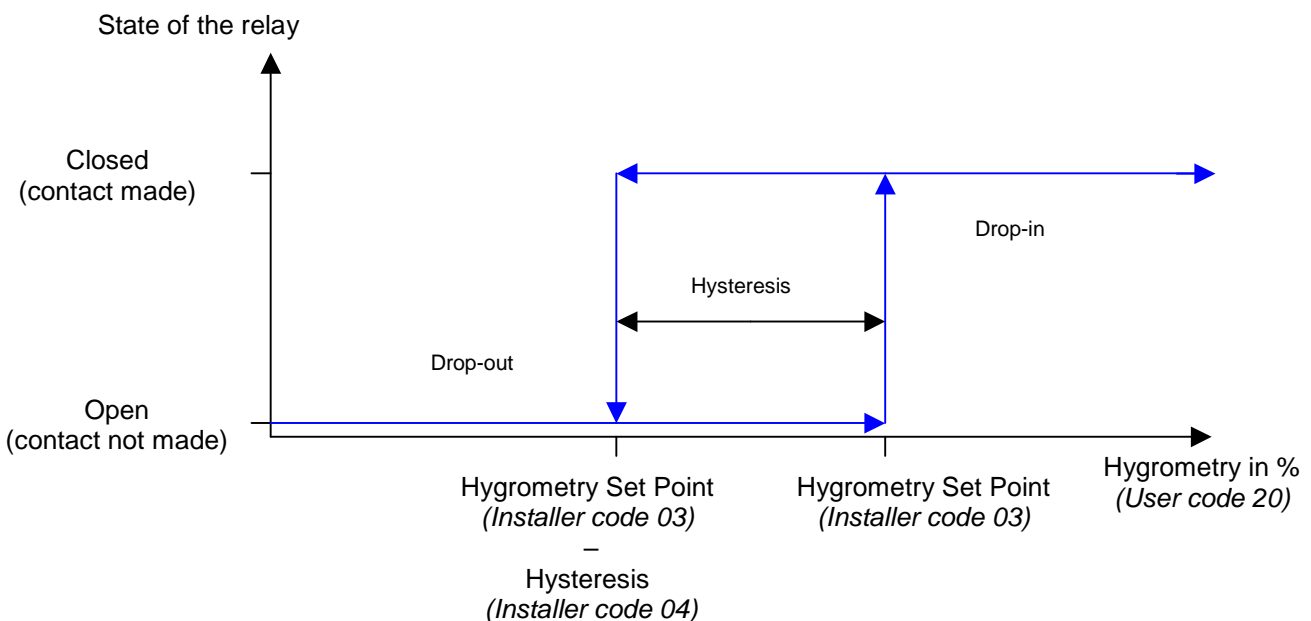 State of the relay
Closed
(contact made)
Drop-in
Hysteresis
Drop-out
Open
(contact not made)
Hygrometry in %
(User code 20)
Hygrometry Set Point
(Installer code 03)
–
Hysteresis
(Installer code 04)
Hygrometry Set Point
(Installer code 03)